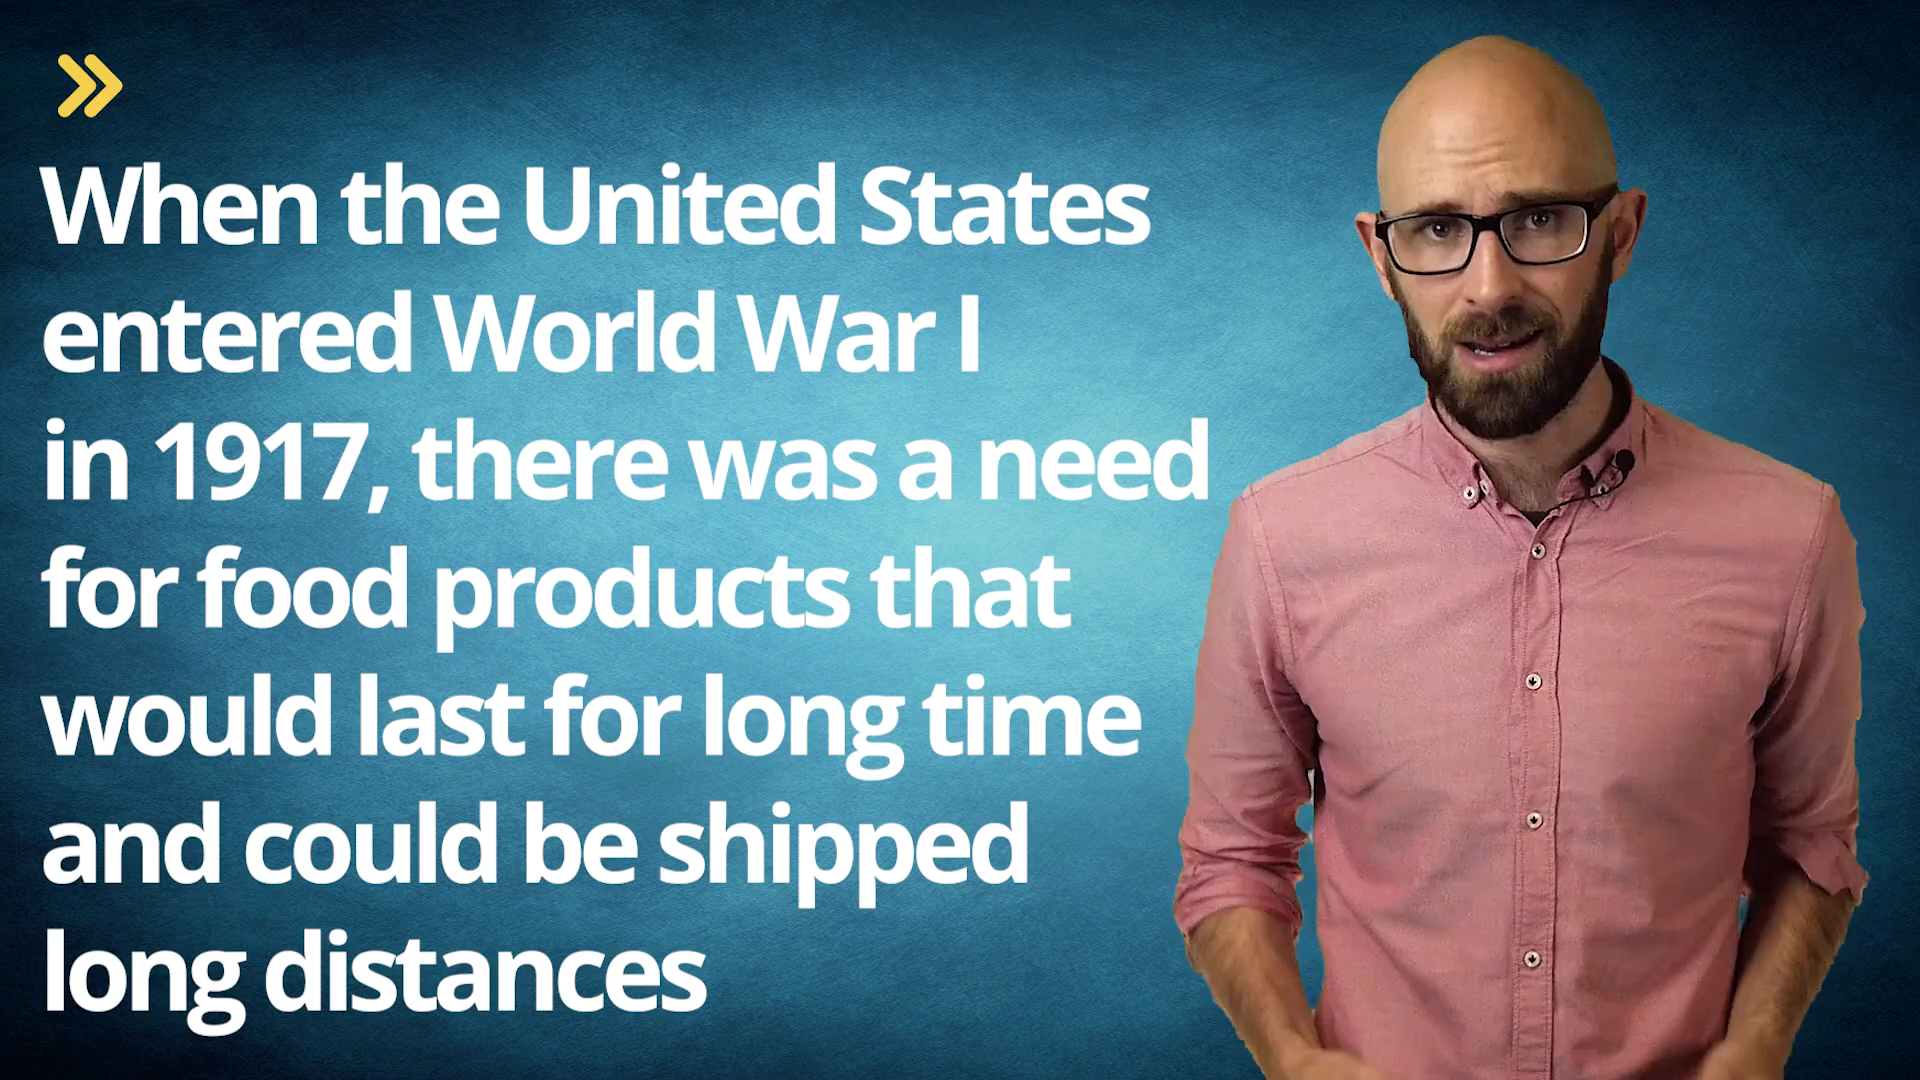 When the United States
entered World War I
in 1917, there was a need
for food products that
would last for long time
and could be shipped
long distances